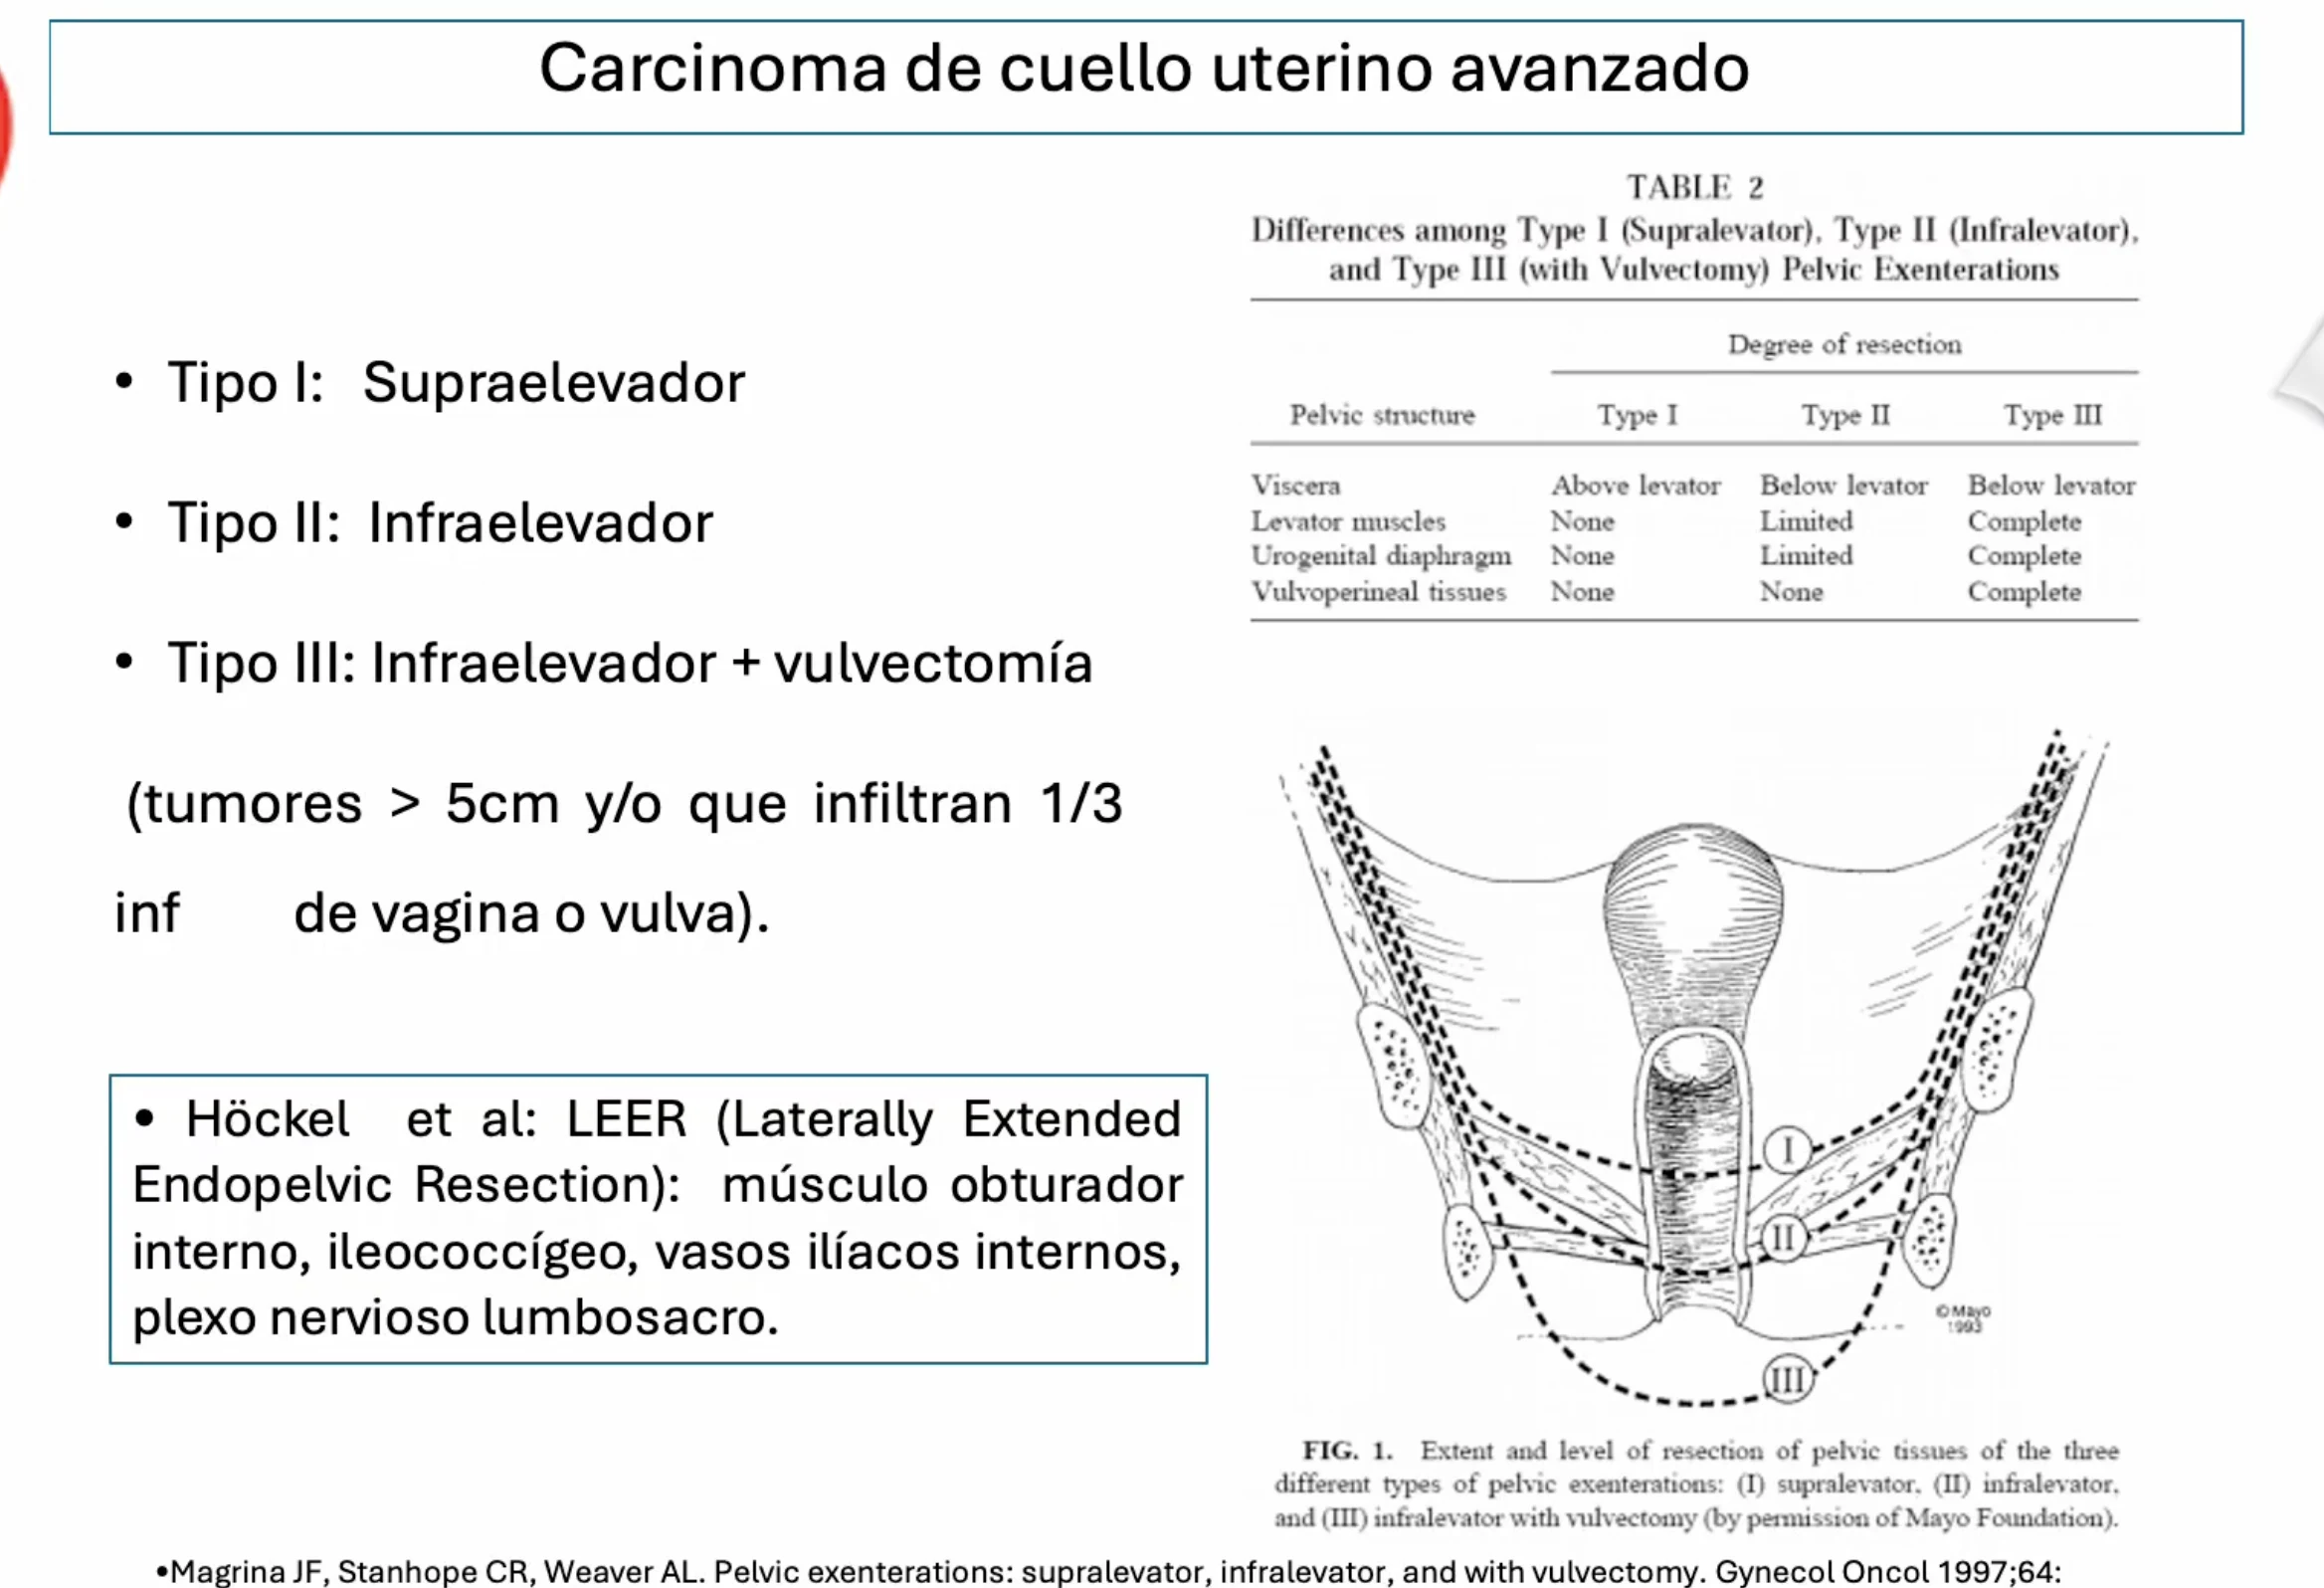 Carcinoma de cuello uterino avanzado
• Tipo I: Supraelevador
• Tipo II: Infraelevador
• Tipo III: Infraelevador + vulvectomía
(tumores > 5cm y/o que infiltran 1/3
inf de vagina o vulva).
• Höckel et al: LEER (Laterally Extended
Endopelvic Resection): músculo obturador
interno, ileococcígeo, vasos ilíacos internos,
plexo nervioso lumbosacro.
TABLE 2
Differences among Type I (Supralevator), Type II (Infralevator),
and Type III (with Vulvectomy) Pelvic Exenterations
Degree of resection
Pelvic structure Type I Type II Type III
Viscera Above levator Below levator Below levator
Levator muscles None Limited Complete
Urogenital diaphragm None Limited Complete
Vulvoperineal tissues None None Complete
I
II
III
© Mayo
1993
FIG. 1. Extent and level of resection of pelvic tissues of the three
different types of pelvic exenterations: (I) supralevator, (II) infralevator,
and (III) infralevator with vulvectomy (by permission of Mayo Foundation).
•Magrina JF, Stanhope CR, Weaver AL. Pelvic exenterations: supralevator, infralevator, and with vulvectomy. Gynecol Oncol 1997;64: